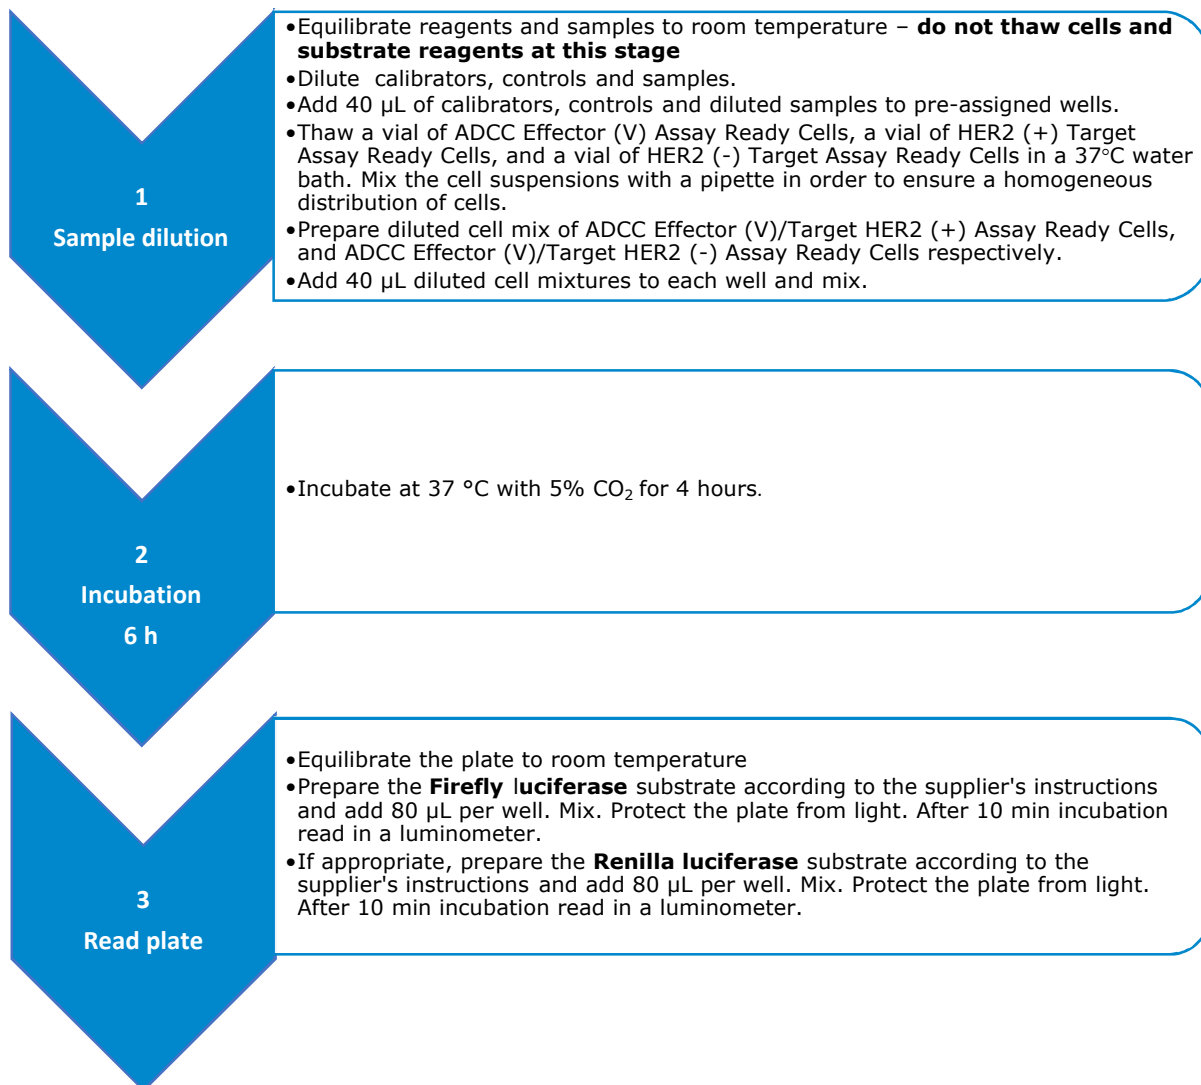 •Equilibrate reagents and samples to room temperature – do not thaw cells and
substrate reagents at this stage
•Dilute calibrators, controls and samples.
•Add 40 µL of calibrators, controls and diluted samples to pre-assigned wells.
•Thaw a vial of ADCC Effector (V) Assay Ready Cells, a vial of HER2 (+) Target
Assay Ready Cells, and a vial of HER2 (-) Target Assay Ready Cells in a 37°C water
bath. Mix the cell suspensions with a pipette in order to ensure a homogeneous
distribution of cells.
•Prepare diluted cell mix of ADCC Effector (V)/Target HER2 (+) Assay Ready Cells,
and ADCC Effector (V)/Target HER2 (-) Assay Ready Cells respectively.
•Add 40 µL diluted cell mixtures to each well and mix.
1
Sample dilution
•Incubate at 37 °C with 5% CO₂ for 4 hours.
2
Incubation
6 h
•Equilibrate the plate to room temperature
•Prepare the Firefly luciferase substrate according to the supplier's instructions
and add 80 µL per well. Mix. Protect the plate from light. After 10 min incubation
read in a luminometer.
•If appropriate, prepare the Renilla luciferase substrate according to the
supplier's instructions and add 80 µL per well. Mix. Protect the plate from light.
After 10 min incubation read in a luminometer.
3
Read plate